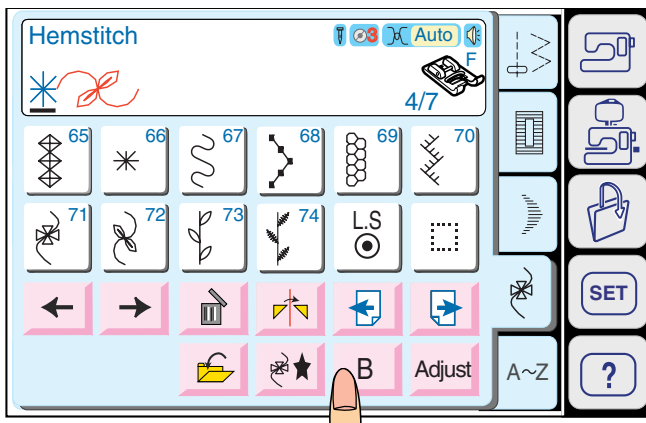 Hemstitch
3 Auto
F
4/7
65 66 67 68 69 70
71 72 73 74 L.S
SET
B Adjust A~Z ?